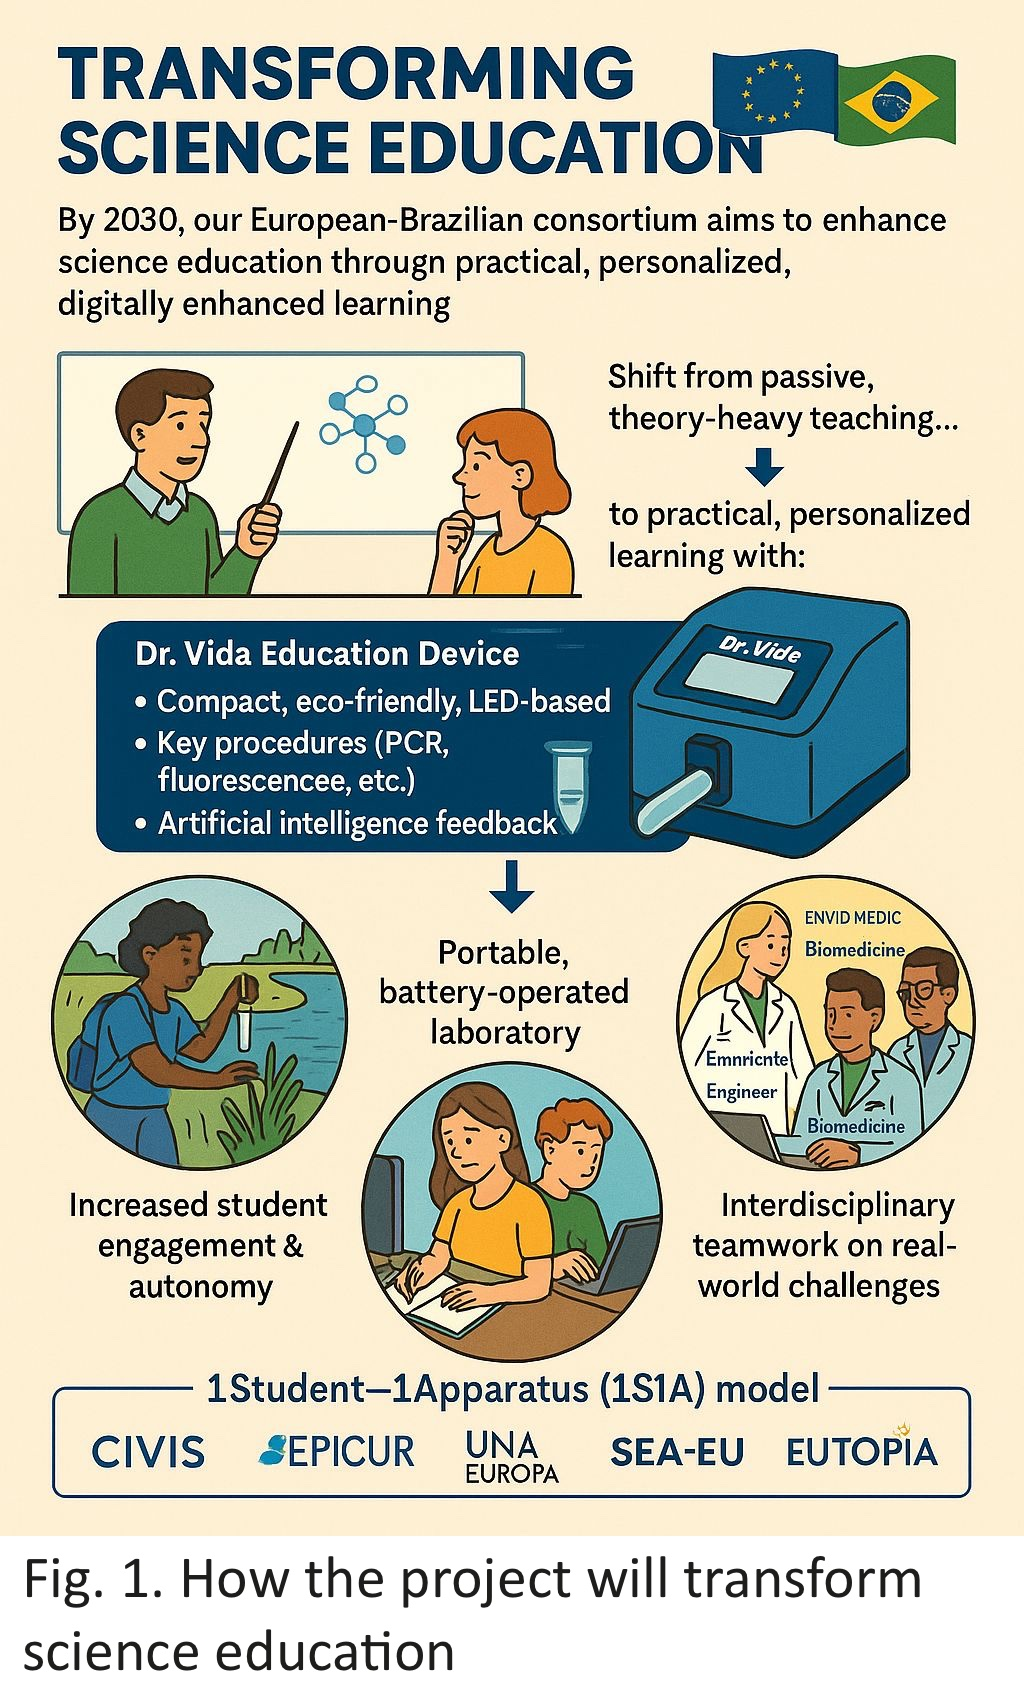 TRANSFORMING
SCIENCE EDUCATION
By 2030, our European-Brazilian consortium aims to enhance
science education througn practical, personalized,
digitally enhanced learning
Shift from passive,
theory-heavy teaching...
to practical, personalized
learning with:
Dr. Vida Education Device
• Compact, eco-friendly, LED-based
• Key procedures (PCR,
fluorescencee, etc.)
• Artificial intelligence feedback
Dr. Vide
Portable,
battery-operated
laboratory
ENVID MEDIC
Biomedicine
Emnricnte
Engineer
Biomedicine
Increased student
engagement &
autonomy
Interdisciplinary
teamwork on real-
world challenges
1Student—1Apparatus (1S1A) model
CIVIS
EPICUR
UNA
EUROPA
SEA-EU
EUTOPIA
Fig. 1. How the project will transform
science education